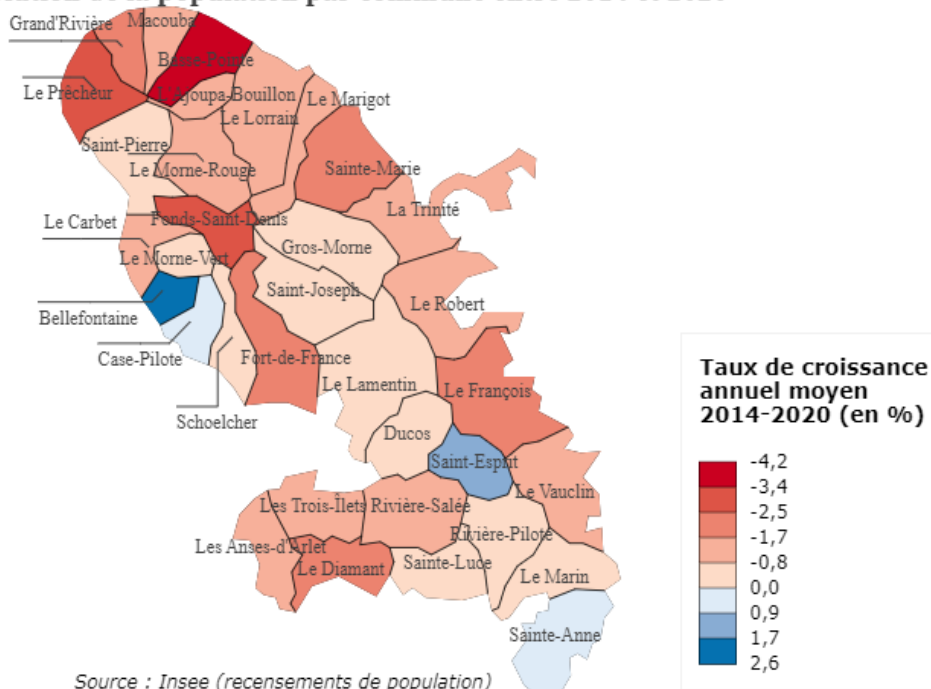 Grand'Rivière
Macouba
Basse-Pointe
Le Prêcheur
L'Ajoupa-Bouillon
Le Marigot
Le Lorrain
Saint-Pierre
Le Morne-Rouge
Sainte-Marie
La Trinité
Le Carbet
Fonds-Saint-Denis
Gros-Morne
Le Morne-Vert
Saint-Joseph
Le Robert
Bellefontaine
Case-Pilote
Fort-de-France
Le Lamentin
Le François
Schoelcher
Ducos
Saint-Esprit
Le Vauclin
Les Trois-Îlets
Rivière-Salée
Rivière-Pilote
Les Anses-d'Arlet
Le Diamant
Sainte-Luce
Le Marin
Sainte-Anne
Taux de croissance
annuel moyen
2014-2020 (en %)
-4,2
-3,4
-2,5
-1,7
-0,8
0,0
0,9
1,7
2,6
Source : Insee (recensements de population)